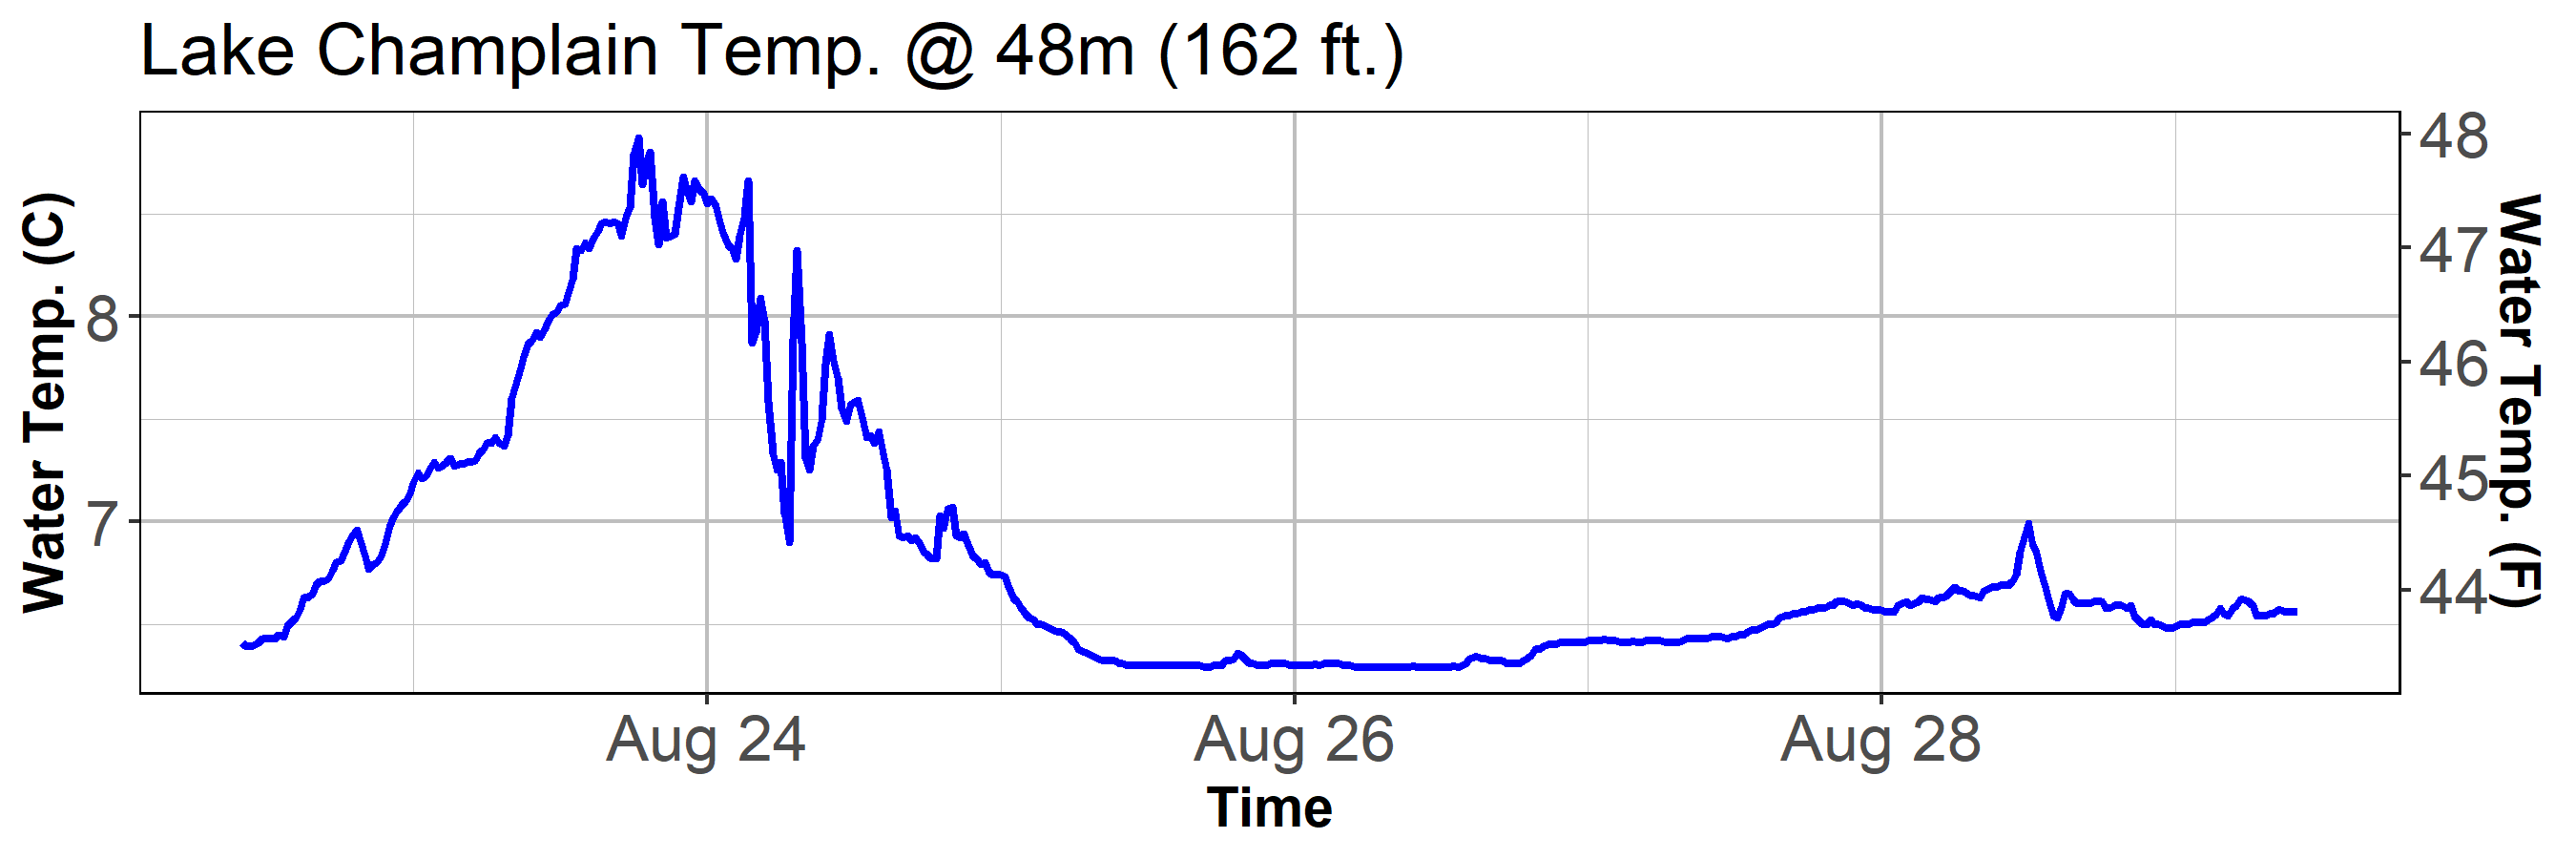 Lake Champlain Temp. @ 48m (162 ft.)
Water Temp. (C)
8
7
48
47
46
45
44
Water Temp. (F)
Aug 24
Aug 26
Aug 28
Time